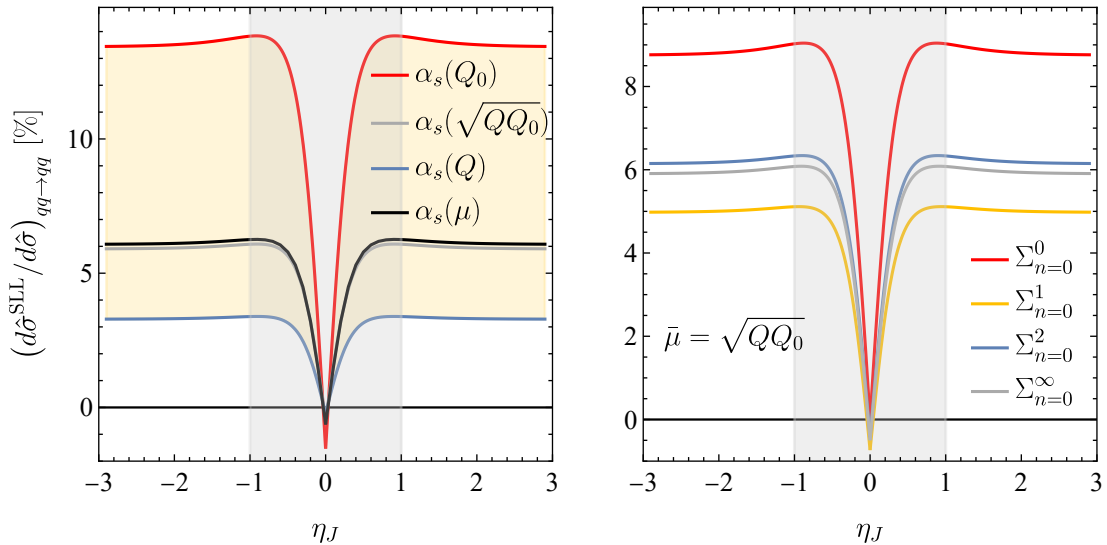 (dσ̂^SLL/dσ̂)_{qq→qq} [%]
10
5
0
α_s(Q_0)
α_s(√QQ_0)
α_s(Q)
α_s(μ)
−3 −2 −1 0 1 2 3
η_J
8
6
4
2
0
Σ^0_{n=0}
Σ^1_{n=0}
Σ^2_{n=0}
Σ^∞_{n=0}
μ̄ = √QQ_0
−3 −2 −1 0 1 2 3
η_J